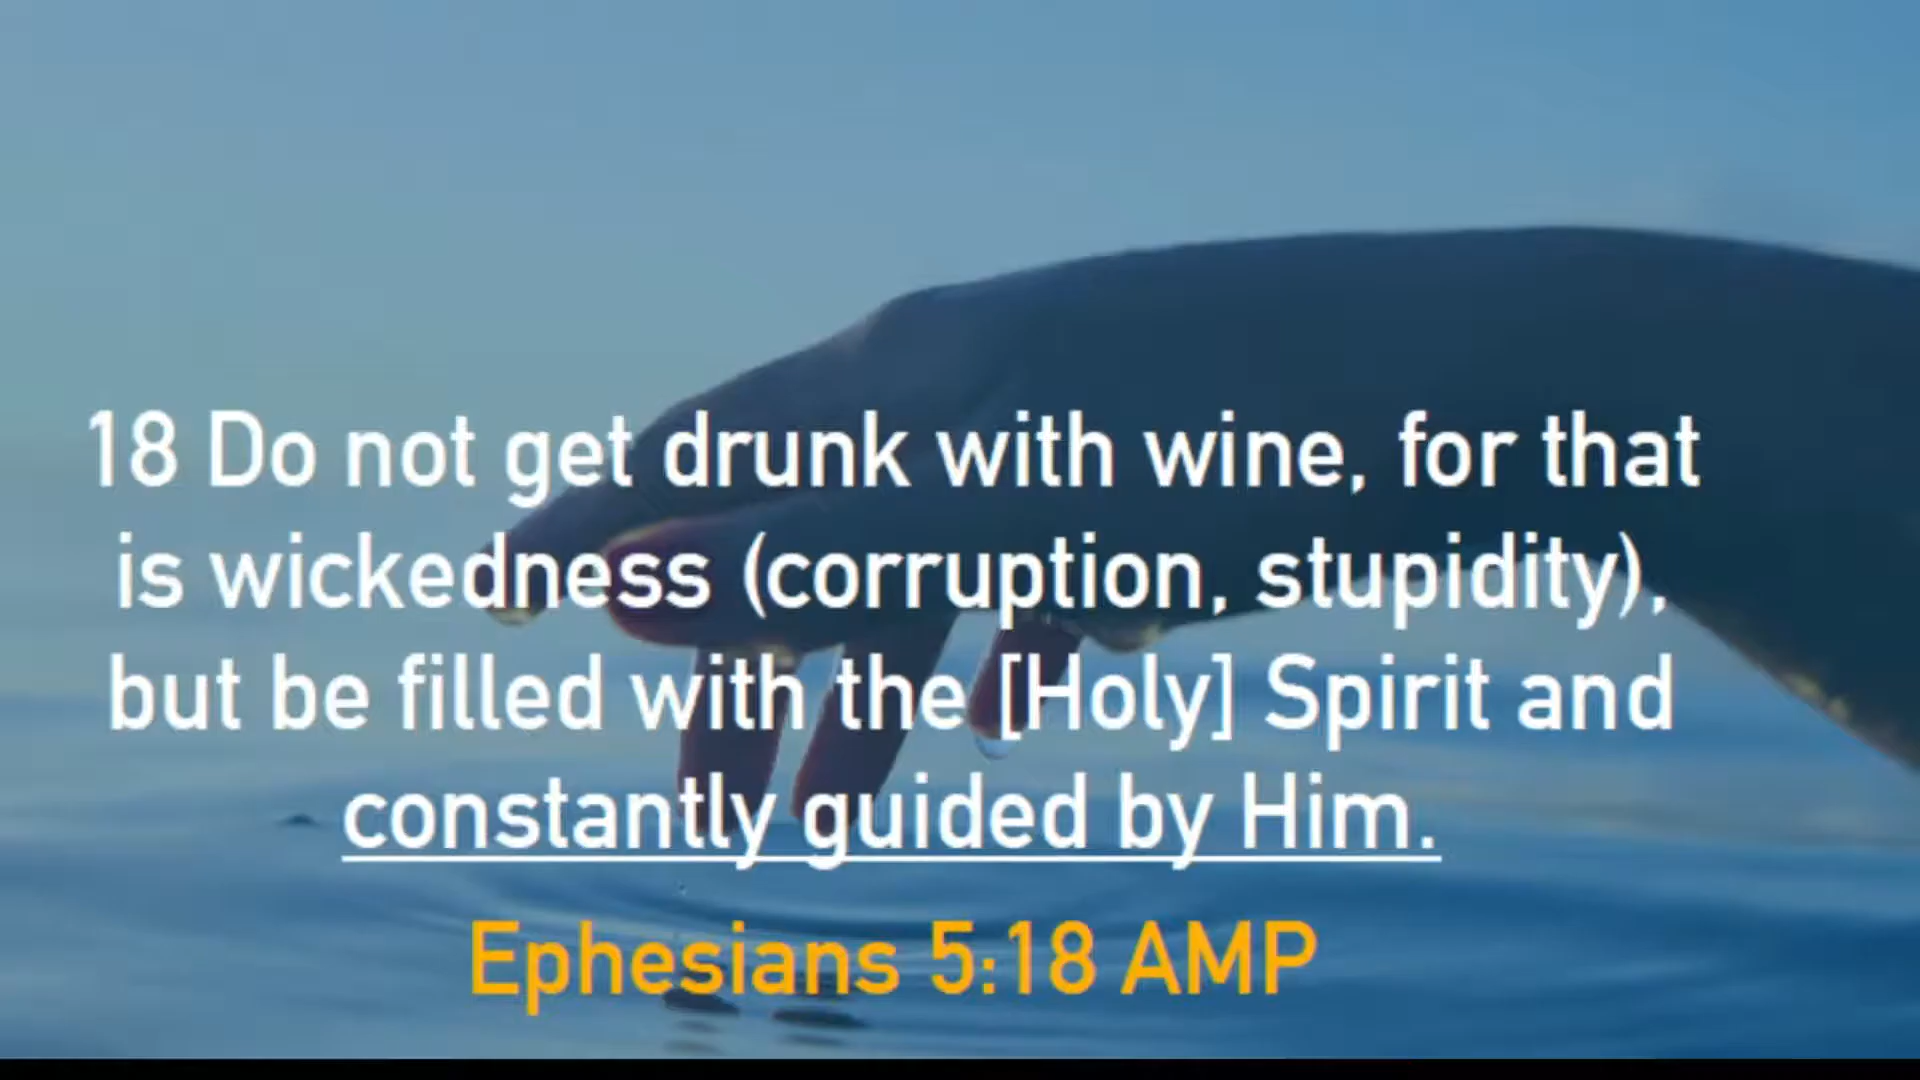 18 Do not get drunk with wine, for that
is wickedness (corruption, stupidity),
but be filled with the [Holy] Spirit and
constantly guided by Him.
Ephesians 5:18 AMP